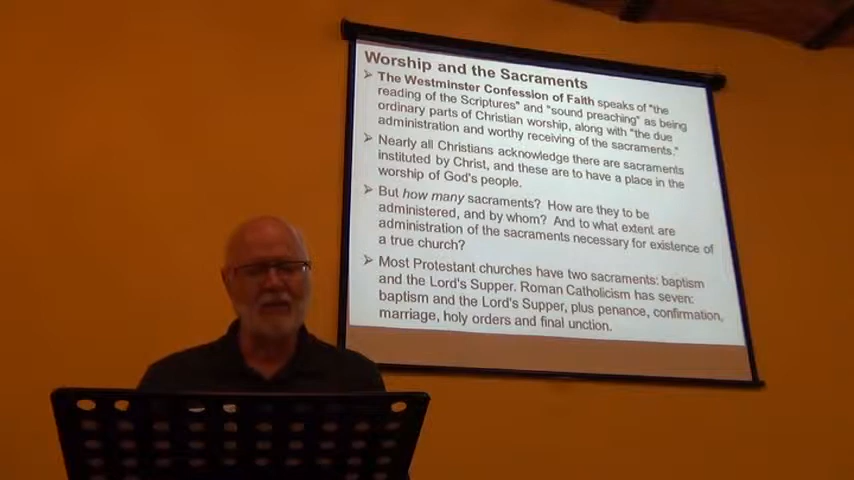 Worship and the Sacraments
➢ The Westminster Confession of Faith speaks of "the
reading of the Scriptures" and "sound preaching" as being
ordinary parts of Christian worship, along with "the due
administration and worthy receiving of the sacraments."
➢ Nearly all Christians acknowledge there are sacraments
instituted by Christ, and these are to have a place in the
worship of God's people.
➢ But how many sacraments? How are they to be
administered, and by whom? And to what extent are
administration of the sacraments necessary for existence of
a true church?
➢ Most Protestant churches have two sacraments: baptism
and the Lord's Supper. Roman Catholicism has seven:
baptism and the Lord's Supper, plus penance, confirmation,
marriage, holy orders and final unction.